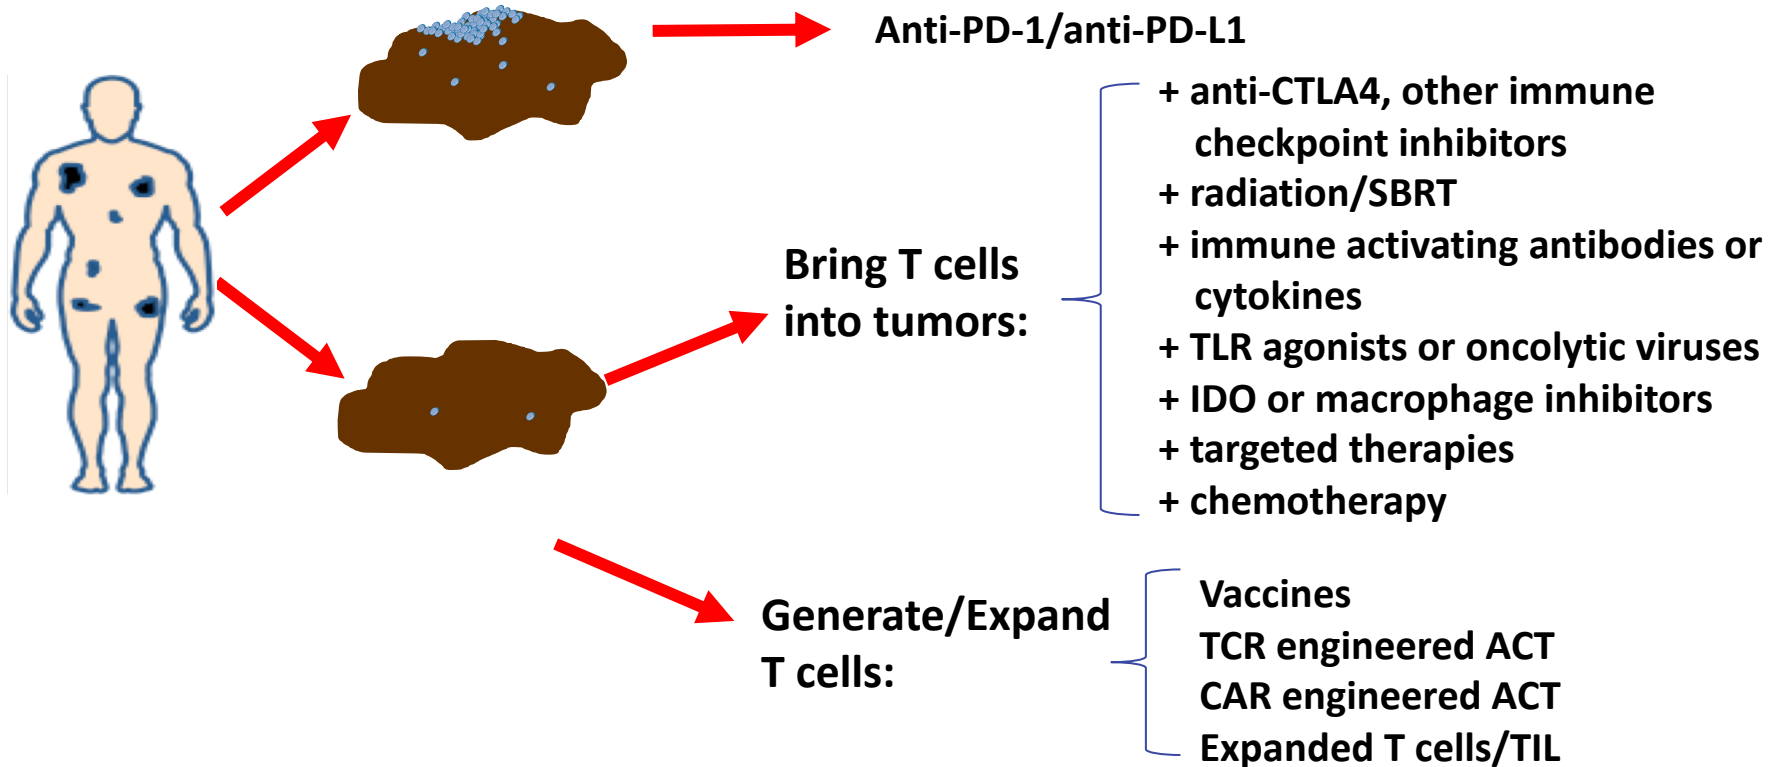 Anti-PD-1/anti-PD-L1
+ anti-CTLA4, other immune
checkpoint inhibitors
+ radiation/SBRT
+ immune activating antibodies or
cytokines
+ TLR agonists or oncolytic viruses
+ IDO or macrophage inhibitors
+ targeted therapies
+ chemotherapy
Bring T cells
into tumors:
Generate/Expand
T cells:
Vaccines
TCR engineered ACT
CAR engineered ACT
Expanded T cells/TIL